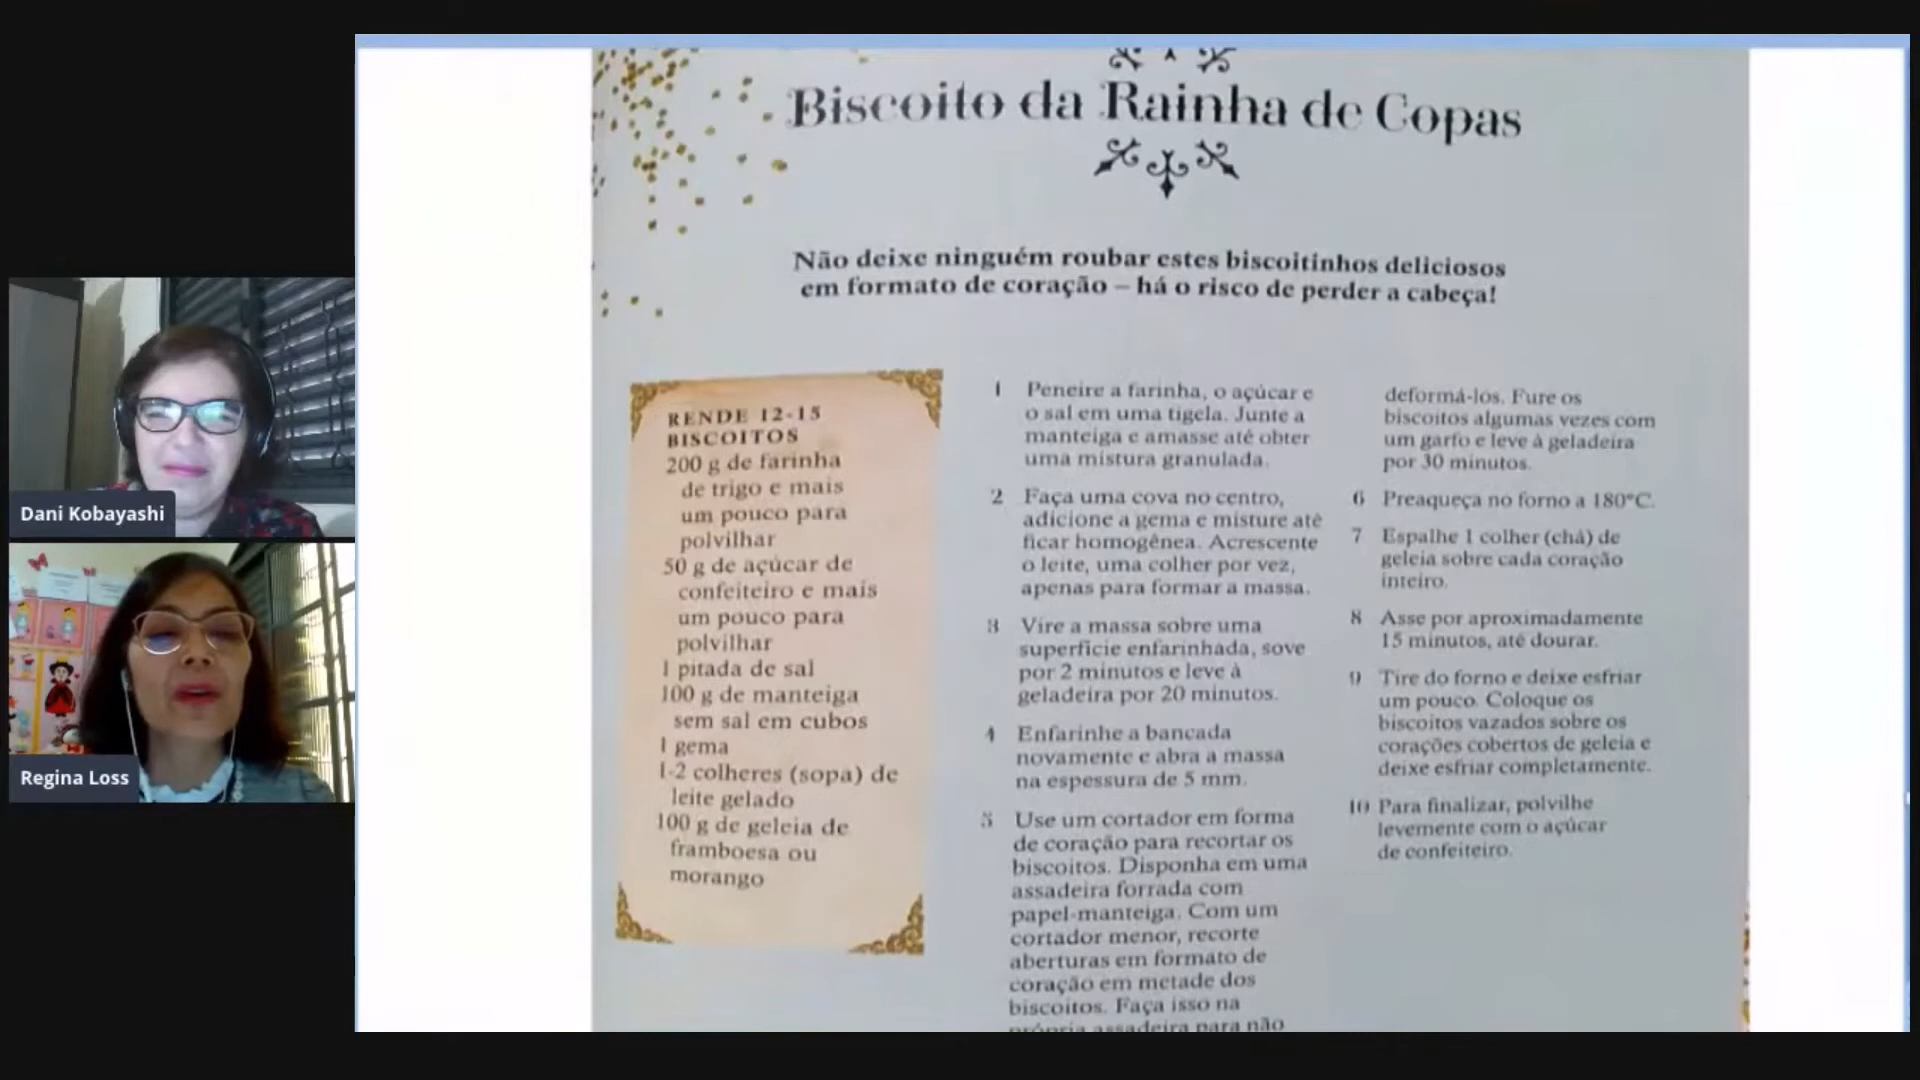 Biscoito da Rainha de Copas
Não deixe ninguém roubar estes biscoitinhos deliciosos
em formato de coração – há o risco de perder a cabeça!
RENDE 12-15
BISCOITOS
200 g de farinha
de trigo e mais
um pouco para
polvilhar
50 g de açúcar de
confeiteiro e mais
um pouco para
polvilhar
1 pitada de sal
100 g de manteiga
sem sal em cubos
1 gema
1-2 colheres (sopa) de
leite gelado
100 g de geleia de
framboesa ou
morango
1 Peneire a farinha, o açúcar e
o sal em uma tigela. Junte a
manteiga e amasse até obter
uma mistura granulada.
2 Faça uma cova no centro,
adicione a gema e misture até
ficar homogênea. Acrescente
o leite, uma colher por vez,
apenas para formar a massa.
3 Vire a massa sobre uma
superfície enfarinhada, sove
por 2 minutos e leve à
geladeira por 20 minutos.
4 Enfarinhe a bancada
novamente e abra a massa
na espessura de 5 mm.
5 Use um cortador em forma
de coração para recortar os
biscoitos. Disponha em uma
assadeira forrada com
papel-manteiga. Com um
cortador menor, recorte
aberturas em formato de
coração em metade dos
biscoitos. Faça isso na
própria assadeira para não
deformá-los. Fure os
biscoitos algumas vezes com
um garfo e leve à geladeira
por 30 minutos.
6 Preaqueça no forno a 180°C.
7 Espalhe 1 colher (chá) de
geleia sobre cada coração
inteiro.
8 Asse por aproximadamente
15 minutos, até dourar.
9 Tire do forno e deixe esfriar
um pouco. Coloque os
biscoitos vazados sobre os
corações cobertos de geleia e
deixe esfriar completamente.
10 Para finalizar, polvilhe
levemente com o açúcar
de confeiteiro.
Dani Kobayashi
Regina Loss